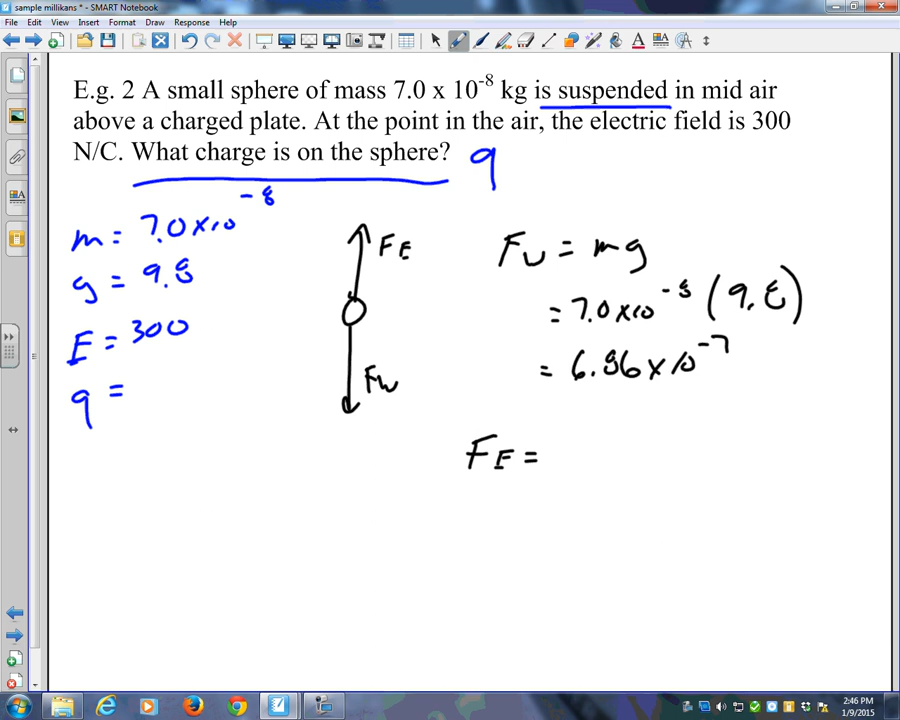 sample millikans * - SMART Notebook
File Edit View Insert Format Tools Draw Response Help
E.g. 2 A small sphere of mass 7.0 x 10⁻⁸ kg is suspended in mid air
above a charged plate. At the point in the air, the electric field is 300
N/C. What charge is on the sphere? q
m = 7.0 x 10⁻⁸
g = 9.8
E = 300
q =
FE
Fw
Fw = mg
= 7.0 x 10⁻⁸ (9.8)
= 6.86 x 10⁻⁷
FE =
2:46 PM
1/9/2015